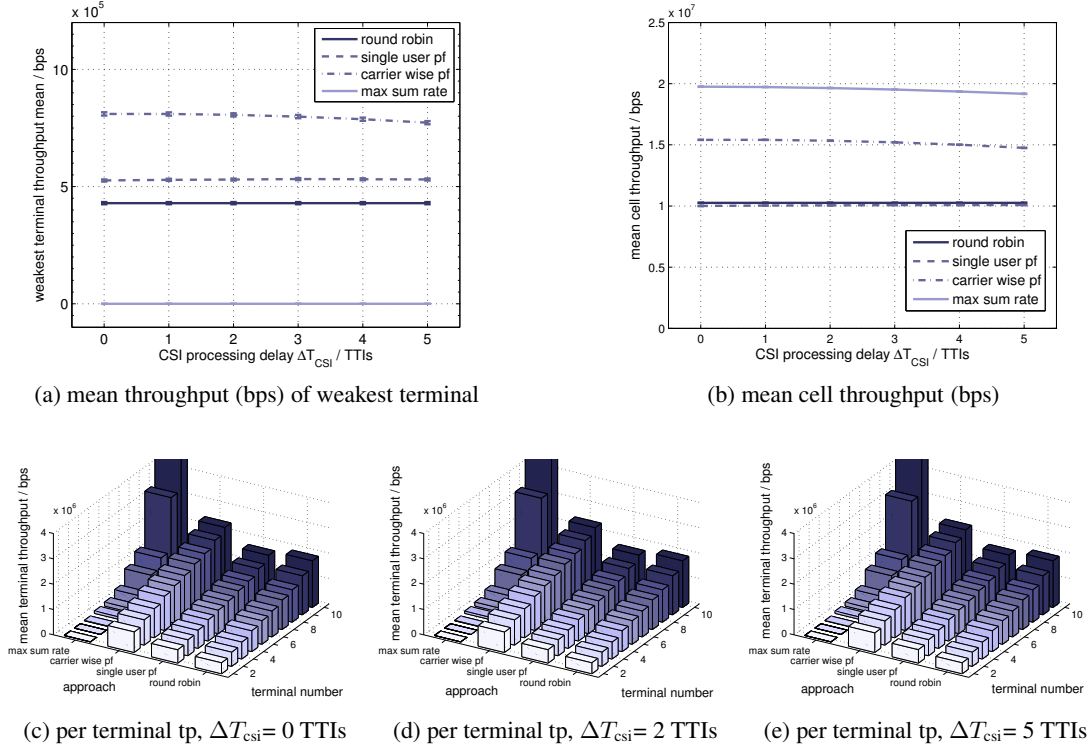 x 10^5
10
5
0
weakest terminal throughput mean / bps
round robin
single user pf
carrier wise pf
max sum rate
0 1 2 3 4 5
CSI processing delay ΔT_CSI / TTIs
(a) mean throughput (bps) of weakest terminal
x 10^7
2.5
2
1.5
1
0.5
0
mean cell throughput / bps
round robin
single user pf
carrier wise pf
max sum rate
0 1 2 3 4 5
CSI processing delay ΔT_CSI / TTIs
(b) mean cell throughput (bps)
mean terminal throughput / bps
x 10^6
4
3
2
1
0
max sum rate
carrier wise pf
single user pf
round robin
approach
2 4 6 8 10
terminal number
(c) per terminal tp, ΔT_csi= 0 TTIs
mean terminal throughput / bps
x 10^6
4
3
2
1
0
max sum rate
carrier wise pf
single user pf
round robin
approach
2 4 6 8 10
terminal number
(d) per terminal tp, ΔT_csi= 2 TTIs
mean terminal throughput / bps
x 10^6
4
3
2
1
0
max sum rate
carrier wise pf
single user pf
round robin
approach
2 4 6 8 10
terminal number
(e) per terminal tp, ΔT_csi= 5 TTIs